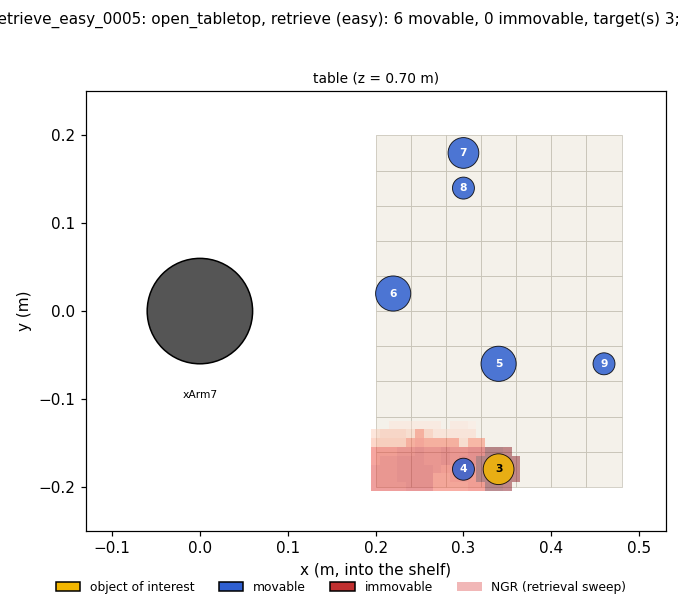 etrieve_easy_0005: open_tabletop, retrieve (easy): 6 movable, 0 immovable, target(s) 3;
table (z = 0.70 m)
0.2
0.1
0.0
−0.1
−0.2
y (m)
7
8
6
5
9
4
3
xArm7
−0.1
0.0
0.1
0.2
0.3
0.4
0.5
x (m, into the shelf)
object of interest
movable
immovable
NGR (retrieval sweep)